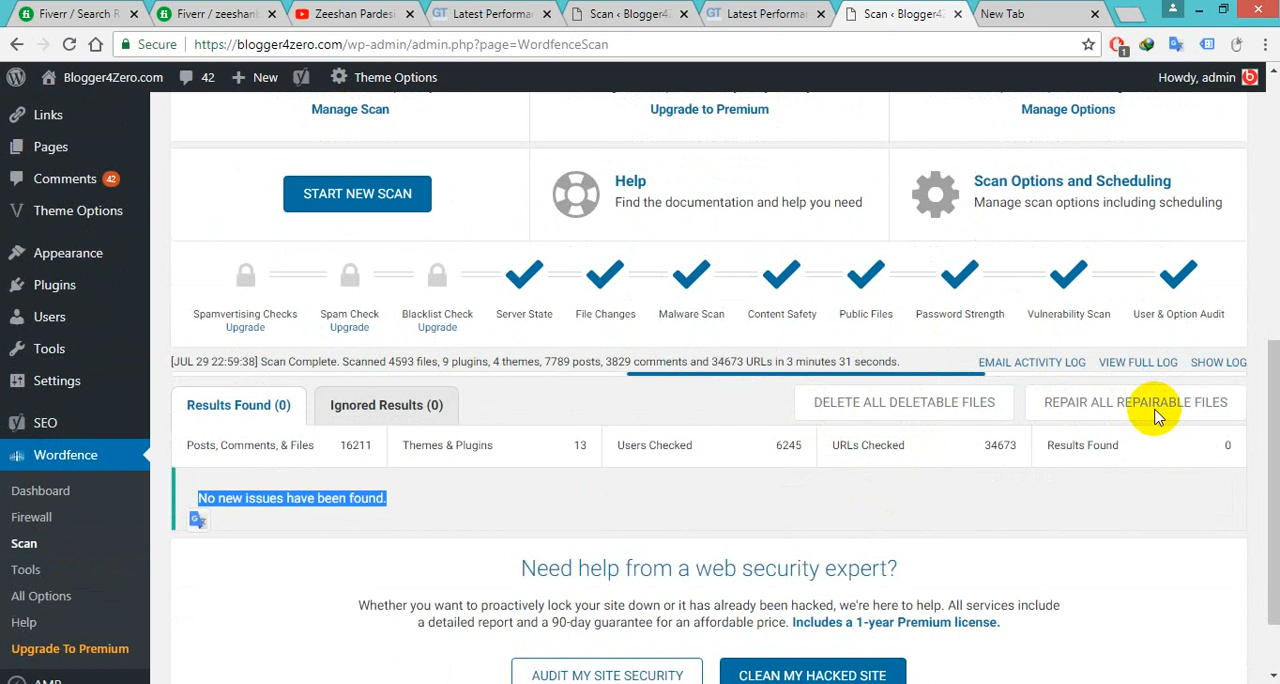 Fiverr / Search R
Fiverr / zeeshank
Zeeshan Pardesi
Latest Performa
Scan ‹ Blogger4
Latest Performa
Scan ‹ Blogger4
New Tab
Secure
https://blogger4zero.com/wp-admin/admin.php?page=WordfenceScan
1
Blogger4Zero.com
42
New
Theme Options
Howdy, admin
Links
Pages
Comments 42
Theme Options
Appearance
Plugins
Users
Tools
Settings
SEO
Wordfence
Dashboard
Firewall
Scan
Tools
All Options
Help
Upgrade To Premium
Manage Scan
Upgrade to Premium
Manage Options
START NEW SCAN
Help
Find the documentation and help you need
Scan Options and Scheduling
Manage scan options including scheduling
Spamvertising Checks
Upgrade
Spam Check
Upgrade
Blacklist Check
Upgrade
Server State
File Changes
Malware Scan
Content Safety
Public Files
Password Strength
Vulnerability Scan
User & Option Audit
[JUL 29 22:59:38] Scan Complete. Scanned 4593 files, 9 plugins, 4 themes, 7789 posts, 3829 comments and 34673 URLs in 3 minutes 31 seconds.
EMAIL ACTIVITY LOG
VIEW FULL LOG
SHOW LOG
Results Found (0)
Ignored Results (0)
DELETE ALL DELETABLE FILES
REPAIR ALL REPAIRABLE FILES
Posts, Comments, & Files 16211
Themes & Plugins 13
Users Checked 6245
URLs Checked 34673
Results Found 0
No new issues have been found.
Need help from a web security expert?
Whether you want to proactively lock your site down or it has already been hacked, we're here to help. All services include
a detailed report and a 90-day guarantee for an affordable price. Includes a 1-year Premium license.
AUDIT MY SITE SECURITY
CLEAN MY HACKED SITE